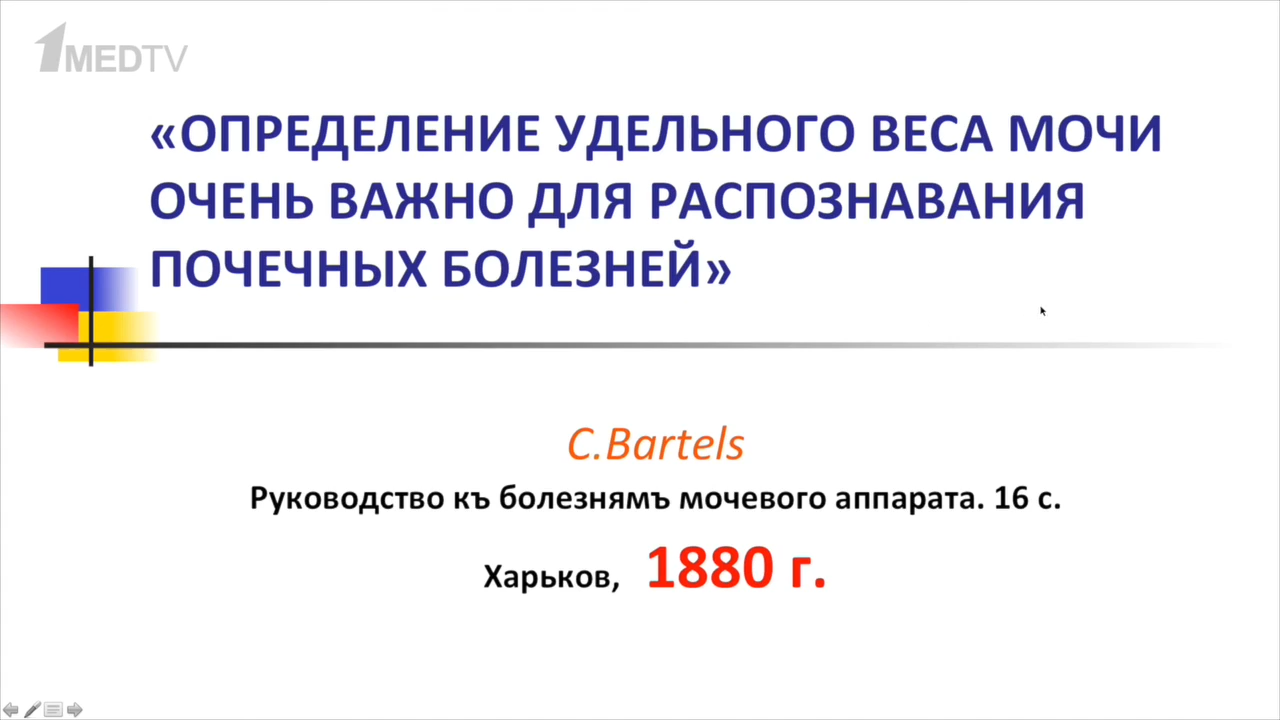 1MEDTV
«ОПРЕДЕЛЕНИЕ УДЕЛЬНОГО ВЕСА МОЧИ
ОЧЕНЬ ВАЖНО ДЛЯ РАСПОЗНАВАНИЯ
ПОЧЕЧНЫХ БОЛЕЗНЕЙ»
C.Bartels
Руководство къ болезнямъ мочевого аппарата. 16 с.
Харьков, 1880 г.